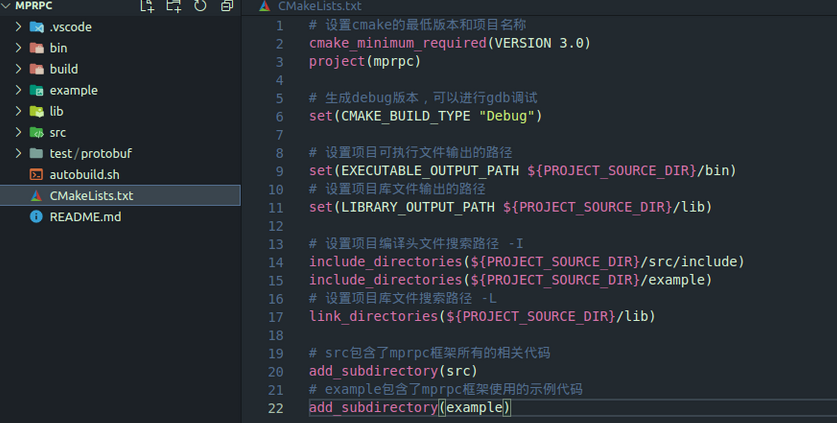 MPRPC
.vscode
bin
build
example
lib
src
test/protobuf
autobuild.sh
CMakeLists.txt
README.md
CMakeLists.txt
1 # 设置cmake的最低版本和项目名称
2 cmake_minimum_required(VERSION 3.0)
3 project(mprpc)
4
5 # 生成debug版本，可以进行gdb调试
6 set(CMAKE_BUILD_TYPE "Debug")
7
8 # 设置项目可执行文件输出的路径
9 set(EXECUTABLE_OUTPUT_PATH ${PROJECT_SOURCE_DIR}/bin)
10 # 设置项目库文件输出的路径
11 set(LIBRARY_OUTPUT_PATH ${PROJECT_SOURCE_DIR}/lib)
12
13 # 设置项目编译头文件搜索路径 -I
14 include_directories(${PROJECT_SOURCE_DIR}/src/include)
15 include_directories(${PROJECT_SOURCE_DIR}/example)
16 # 设置项目库文件搜索路径 -L
17 link_directories(${PROJECT_SOURCE_DIR}/lib)
18
19 # src包含了mprpc框架所有的相关代码
20 add_subdirectory(src)
21 # example包含了mprpc框架使用的示例代码
22 add_subdirectory(example)